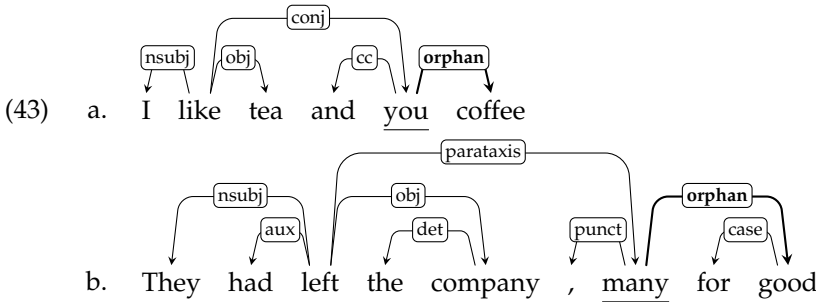 conj
nsubj obj cc orphan
(43) a. I like tea and you coffee
parataxis
nsubj obj orphan
aux det punct case
b. They had left the company , many for good